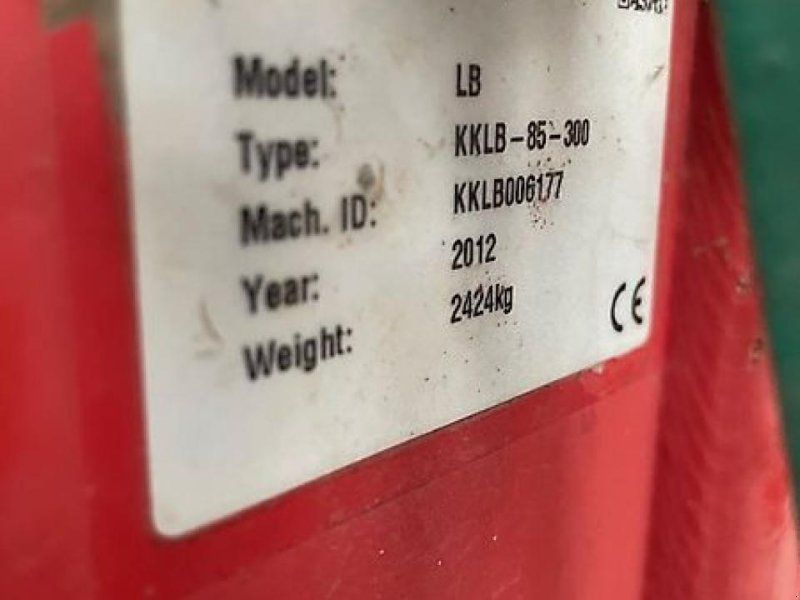 Model: LB
Type: KKLB-85-300
Mach. ID: KKLB006177
Year: 2012
Weight: 2424kg
CE